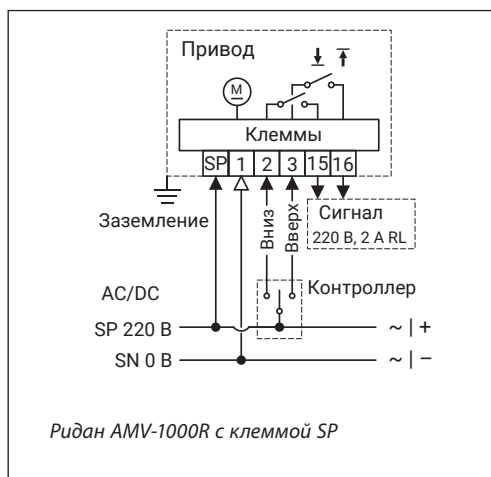 Привод
M
Клеммы
SP 1 2 3 15 16
Заземление
Вниз
Вверх
Сигнал
220 В, 2 А RL
Контроллер
AC/DC
SP 220 В
~ | +
SN 0 В
~ | −
Ридан AMV-1000R с клеммой SP